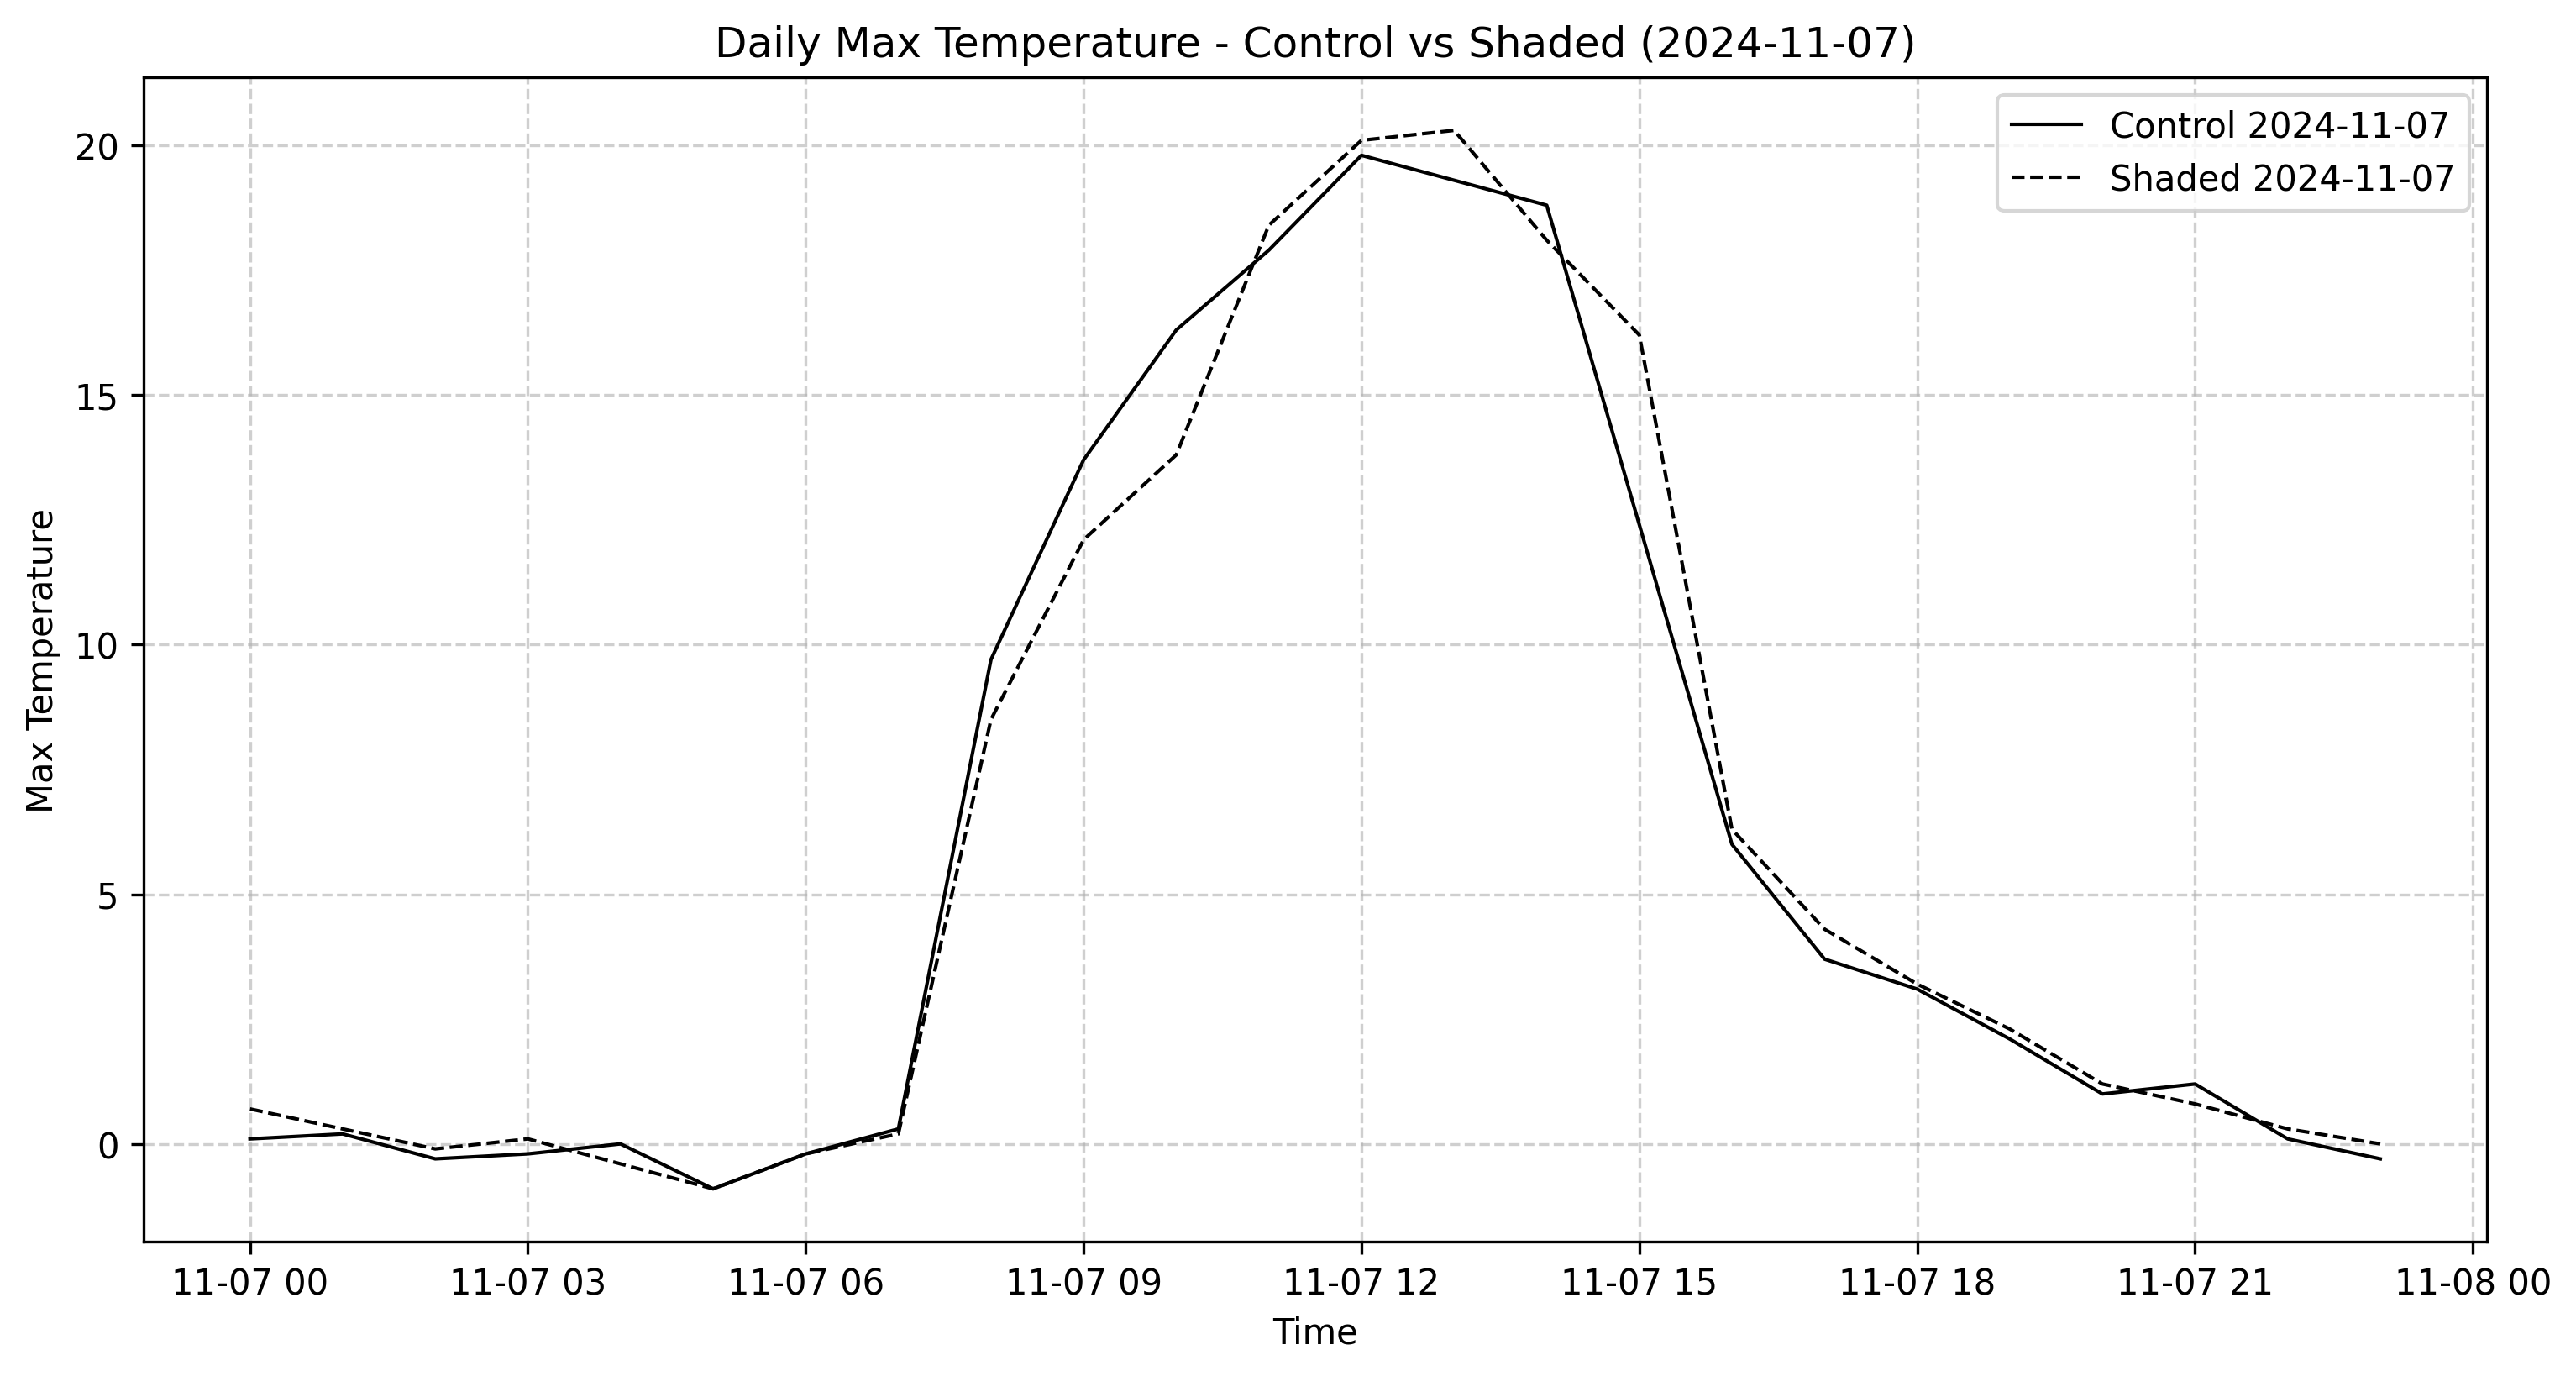 Daily Max Temperature - Control vs Shaded (2024-11-07)
Control 2024-11-07
Shaded 2024-11-07
Max Temperature
20
15
10
5
0
11-07 00
11-07 03
11-07 06
11-07 09
11-07 12
11-07 15
11-07 18
11-07 21
11-08 00
Time